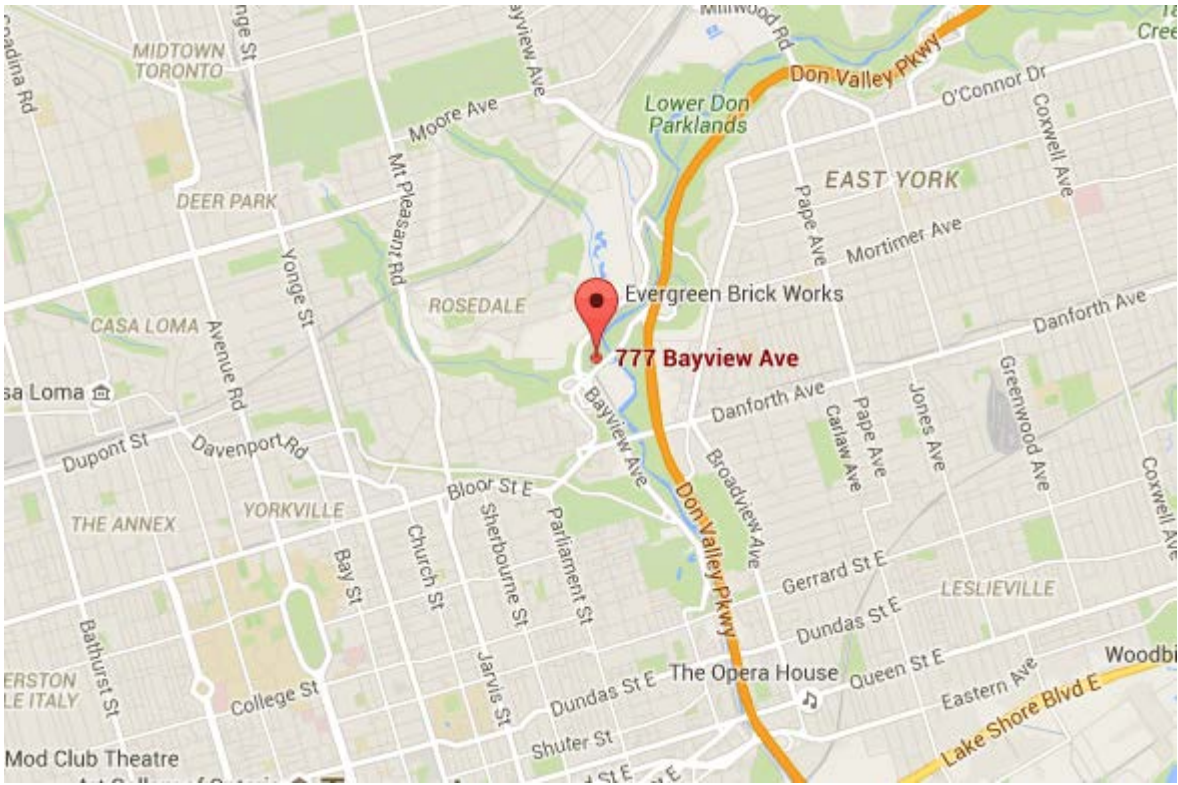 MIDTOWN
TORONTO
Moore Ave
Millwood Rd
Don Valley Pkwy
O'Connor Dr
Lower Don
Parklands
Coxwell Ave
DEER PARK
Mt Pleasant Rd
EAST YORK
Pape Ave
Mortimer Ave
Yonge St
ROSEDALE
Evergreen Brick Works
CASA LOMA
Avenue Rd
Danforth Ave
777 Bayview Ave
sa Loma
Bayview Ave
Danforth Ave
Pape Ave
Carlaw Ave
Jones Ave
Greenwood Ave
Dupont St
Davenport Rd
Bloor St E
Broadview Ave
Coxwell Ave
THE ANNEX
YORKVILLE
Bay St
Church St
Sherbourne St
Parliament St
Don Valley Pkwy
Gerrard St E
LESLIEVILLE
Dundas St E
Bathurst St
College St
Jarvis St
Dundas St E
The Opera House
Queen St E
Eastern Ave
Woodbi
ERSTON
LE ITALY
Lake Shore Blvd E
Shuter St
Mod Club Theatre